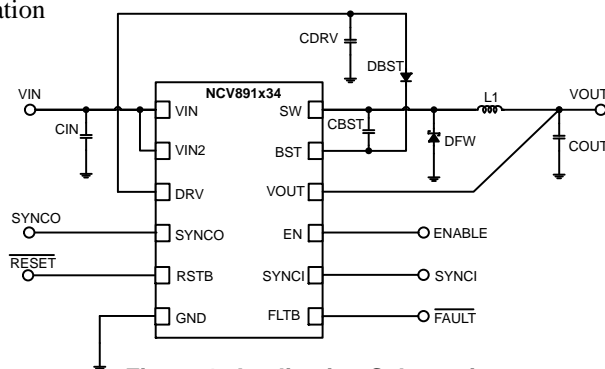 ation
CDRV
DBST
NCV891x34
VIN
VIN
SW
L1
VOUT
CIN
CBST
VIN2
BST
DFW
COUT
DRV
VOUT
SYNCO
SYNCO
EN
ENABLE
RESET
RSTB
SYNCI
SYNCI
GND
FLTB
FAULT